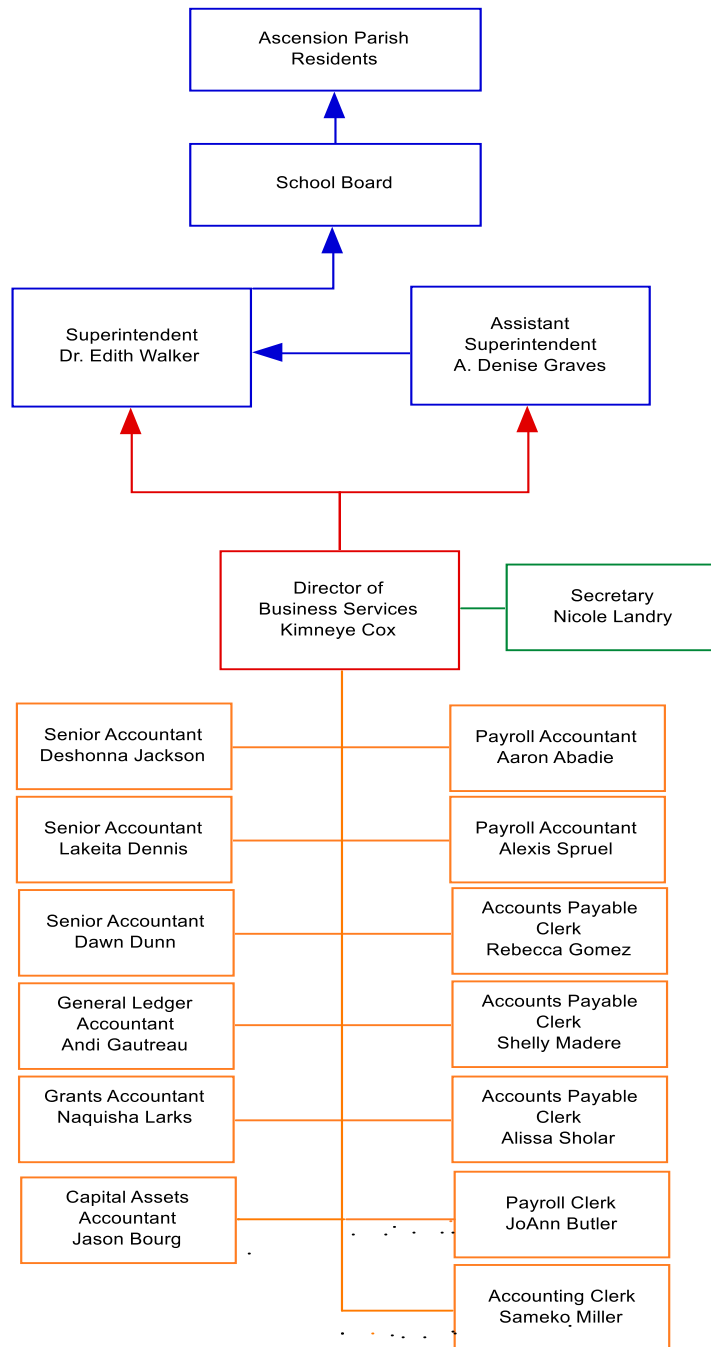 Ascension Parish
Residents
School Board
Superintendent
Dr. Edith Walker
Assistant
Superintendent
A. Denise Graves
Director of
Business Services
Kimneye Cox
Secretary
Nicole Landry
Senior Accountant
Deshonna Jackson
Payroll Accountant
Aaron Abadie
Senior Accountant
Lakeita Dennis
Payroll Accountant
Alexis Spruel
Senior Accountant
Dawn Dunn
Accounts Payable
Clerk
Rebecca Gomez
General Ledger
Accountant
Andi Gautreau
Accounts Payable
Clerk
Shelly Madere
Grants Accountant
Naquisha Larks
Accounts Payable
Clerk
Alissa Sholar
Capital Assets
Accountant
Jason Bourg
Payroll Clerk
JoAnn Butler
Accounting Clerk
Sameko Miller